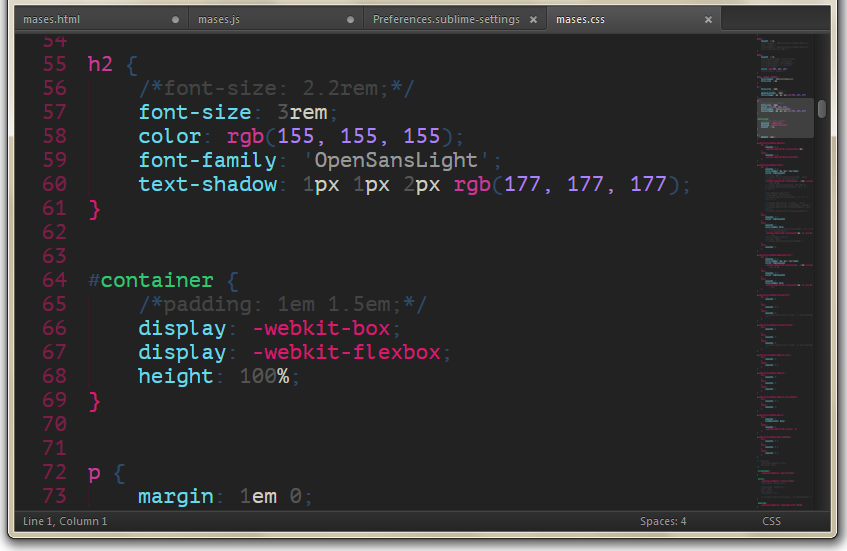 mases.html
mases.js
Preferences.sublime-settings
mases.css
54
55 h2 {
56     /*font-size: 2.2rem;*/
57     font-size: 3rem;
58     color: rgb(155, 155, 155);
59     font-family: 'OpenSansLight';
60     text-shadow: 1px 1px 2px rgb(177, 177, 177);
61 }
62
63
64 #container {
65     /*padding: 1em 1.5em;*/
66     display: -webkit-box;
67     display: -webkit-flexbox;
68     height: 100%;
69 }
70
71
72 p {
73     margin: 1em 0;
Line 1, Column 1
Spaces: 4
CSS